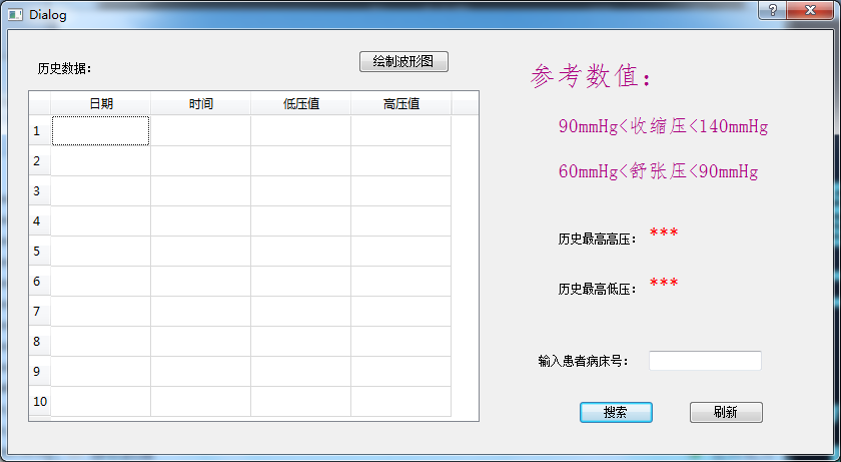 Dialog
历史数据:
绘制波形图
日期 时间 低压值 高压值
1
2
3
4
5
6
7
8
9
10
参考数值:
90mmHg<收缩压<140mmHg
60mmHg<舒张压<90mmHg
历史最高高压: ***
历史最高低压: ***
输入患者病床号:
搜索 刷新